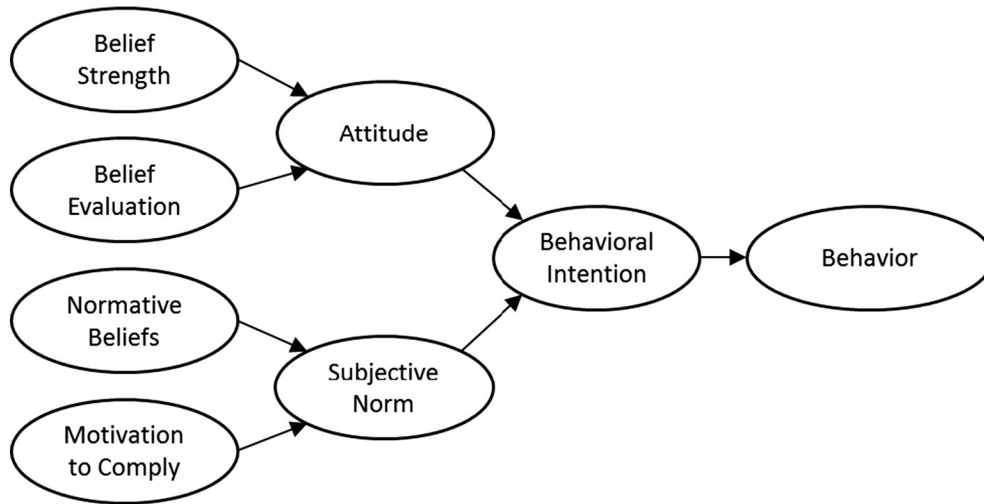 Belief
Strength
Attitude
Belief
Evaluation
Behavioral
Intention
Behavior
Normative
Beliefs
Subjective
Norm
Motivation
to Comply